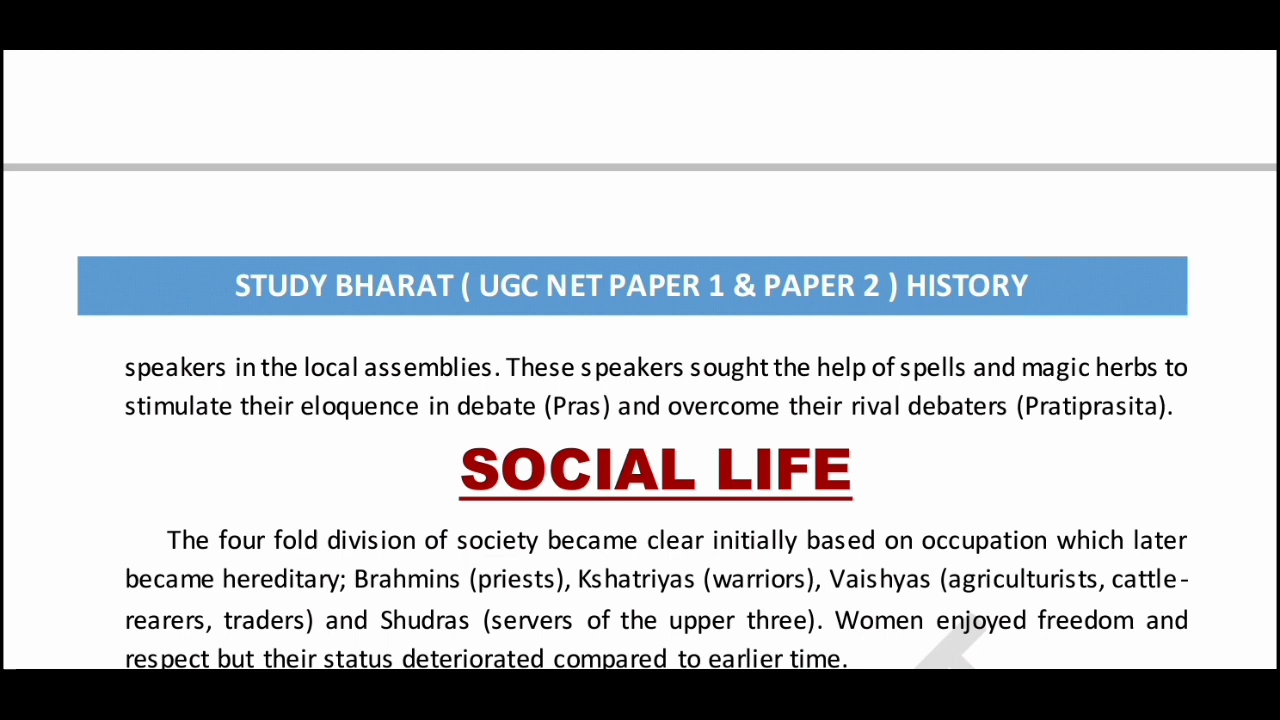 STUDY BHARAT ( UGC NET PAPER 1 & PAPER 2 ) HISTORY
speakers in the local assemblies. These speakers sought the help of spells and magic herbs to
stimulate their eloquence in debate (Pras) and overcome their rival debaters (Pratiprasita).
SOCIAL LIFE
The four fold division of society became clear initially based on occupation which later
became hereditary; Brahmins (priests), Kshatriyas (warriors), Vaishyas (agriculturists, cattle-
rearers, traders) and Shudras (servers of the upper three). Women enjoyed freedom and
respect but their status deteriorated compared to earlier time.